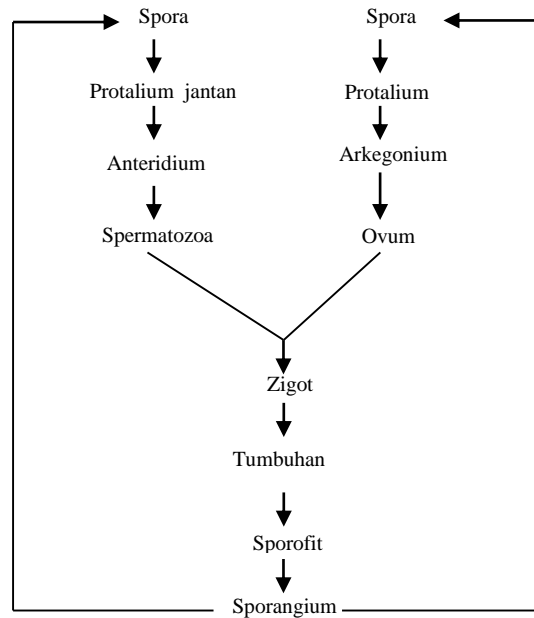 Spora Spora
Protalium jantan Protalium
Anteridium Arkegonium
Spermatozoa Ovum
Zigot
Tumbuhan
Sporofit
Sporangium